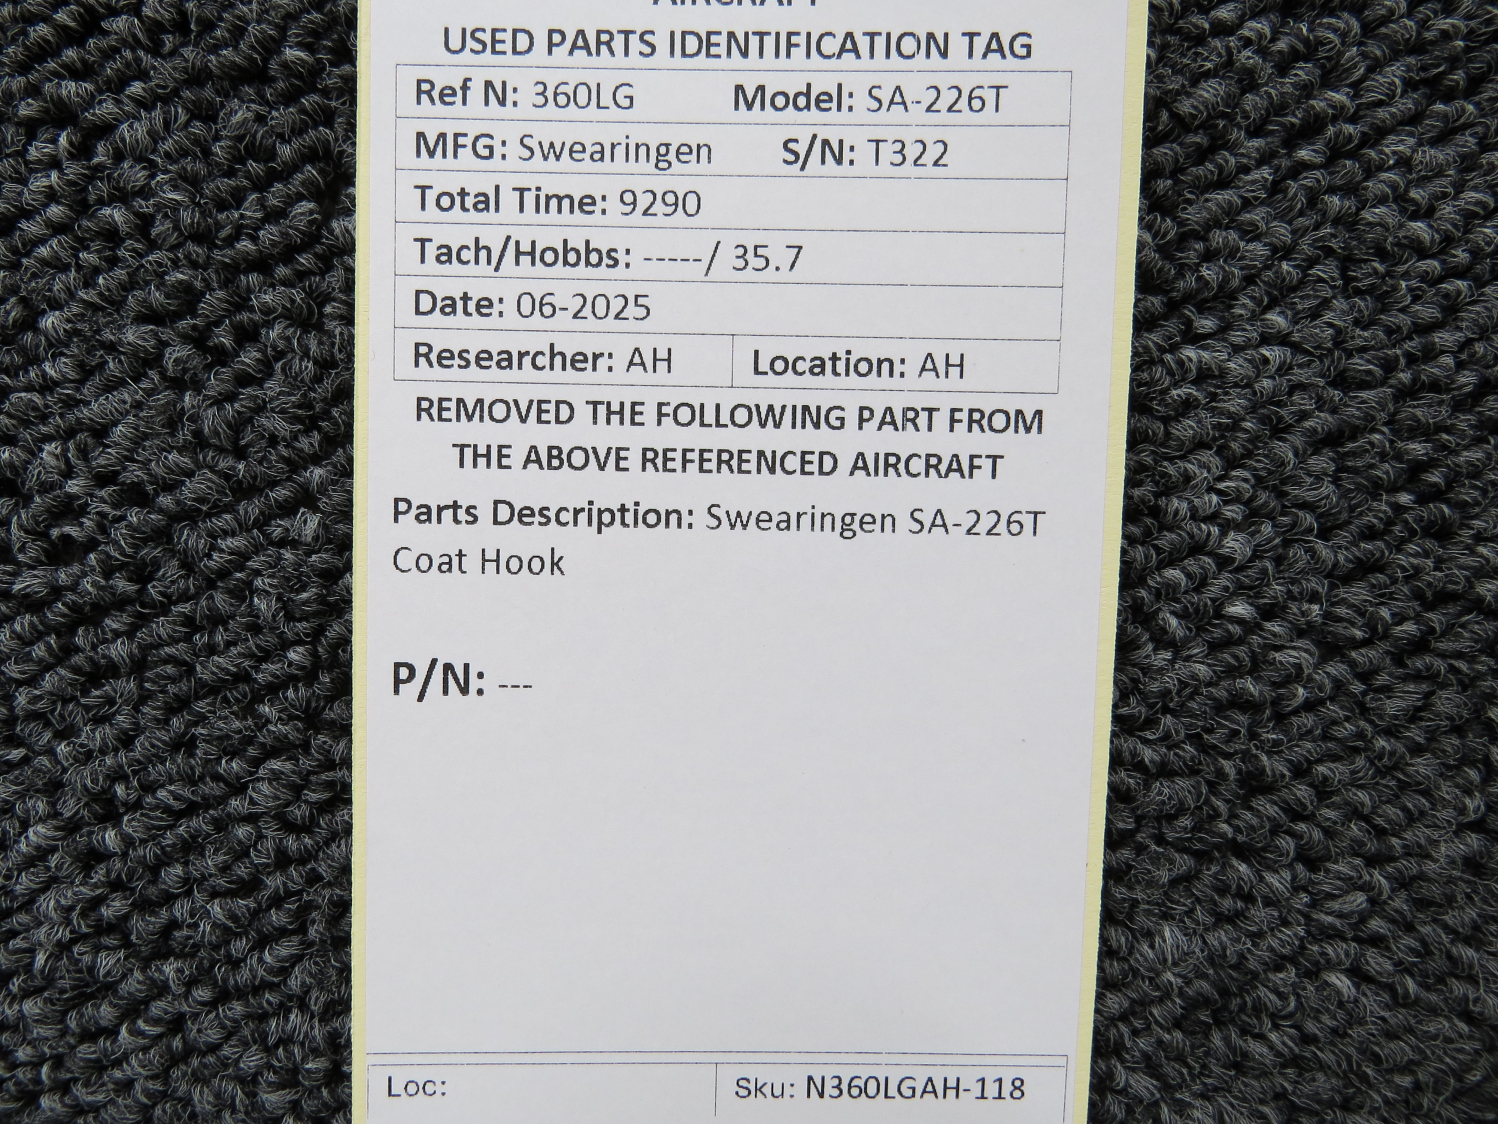 AIRCRAFT
USED PARTS IDENTIFICATION TAG
Ref N: 360LG Model: SA-226T
MFG: Swearingen S/N: T322
Total Time: 9290
Tach/Hobbs: -----/ 35.7
Date: 06-2025
Researcher: AH Location: AH
REMOVED THE FOLLOWING PART FROM
THE ABOVE REFERENCED AIRCRAFT
Parts Description: Swearingen SA-226T
Coat Hook
P/N: ---
Loc: Sku: N360LGAH-118